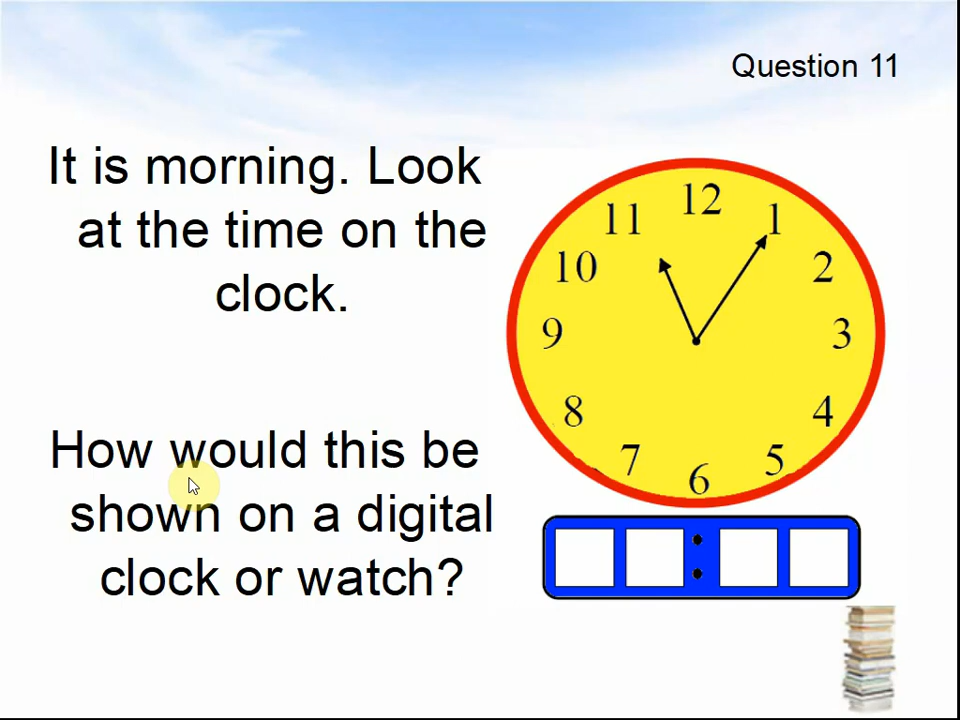 Question 11
It is morning. Look
at the time on the
clock.
How would this be
shown on a digital
clock or watch?
12
11
1
10
2
9
3
8
4
7
5
6
: